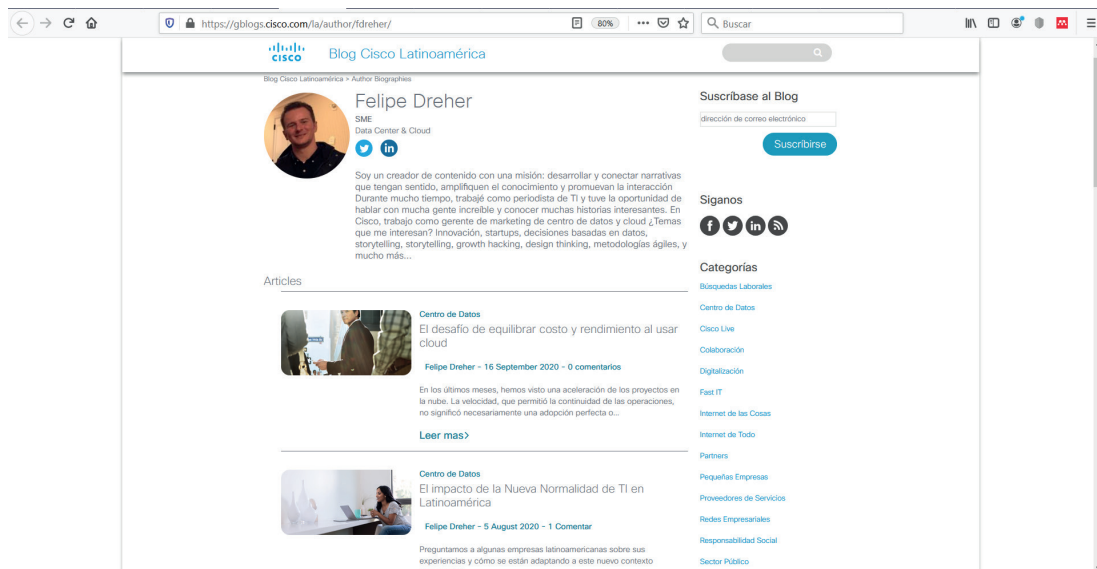 https://gblogs.cisco.com/la/author/fdreher/
80%
Buscar
CISCO
Blog Cisco Latinoamérica
Blog Cisco Latinoamérica > Author Biographies
Felipe Dreher
SME
Data Center & Cloud
Soy un creador de contenido con una misión: desarrollar y conectar narrativas
que tengan sentido, amplifiquen el conocimiento y promuevan la interacción
Durante mucho tiempo, trabajé como periodista de TI y tuve la oportunidad de
hablar con mucha gente increíble y conocer muchas historias interesantes. En
Cisco, trabajo como gerente de marketing de centro de datos y cloud ¿Temas
que me interesan? Innovación, startups, decisiones basadas en datos,
storytelling, storytelling, growth hacking, design thinking, metodologías ágiles, y
mucho más...
Articles
Centro de Datos
El desafío de equilibrar costo y rendimiento al usar
cloud
Felipe Dreher - 16 September 2020 - 0 comentarios
En los últimos meses, hemos visto una aceleración de los proyectos en
la nube. La velocidad, que permitió la continuidad de las operaciones,
no significó necesariamente una adopción perfecta o...
Leer mas>
Centro de Datos
El impacto de la Nueva Normalidad de TI en
Latinoamérica
Felipe Dreher - 5 August 2020 - 1 Comentar
Preguntamos a algunas empresas latinoamericanas sobre sus
experiencias y cómo se están adaptando a este nuevo contexto
Suscríbase al Blog
dirección de correo electrónico
Suscribirse
Siganos
Categorías
Búsquedas Laborales
Centro de Datos
Cisco Live
Colaboración
Digitalización
Fast IT
Internet de las Cosas
Internet de Todo
Partners
Pequeñas Empresas
Proveedores de Servicios
Redes Empresariales
Responsabilidad Social
Sector Público